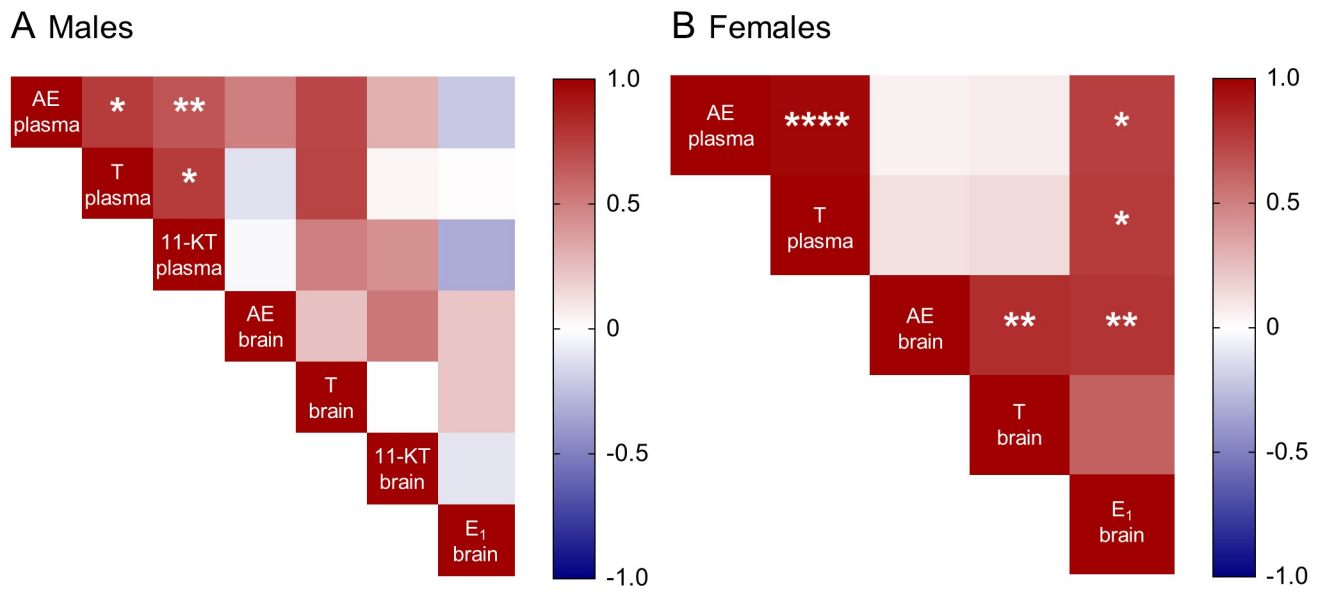 A Males
AE
plasma
*
**
T
plasma
*
11-KT
plasma
AE
brain
T
brain
11-KT
brain
E₁
brain
1.0
0.5
0
-0.5
-1.0
B Females
AE
plasma
****
*
T
plasma
*
AE
brain
**
**
T
brain
E₁
brain
1.0
0.5
0
-0.5
-1.0